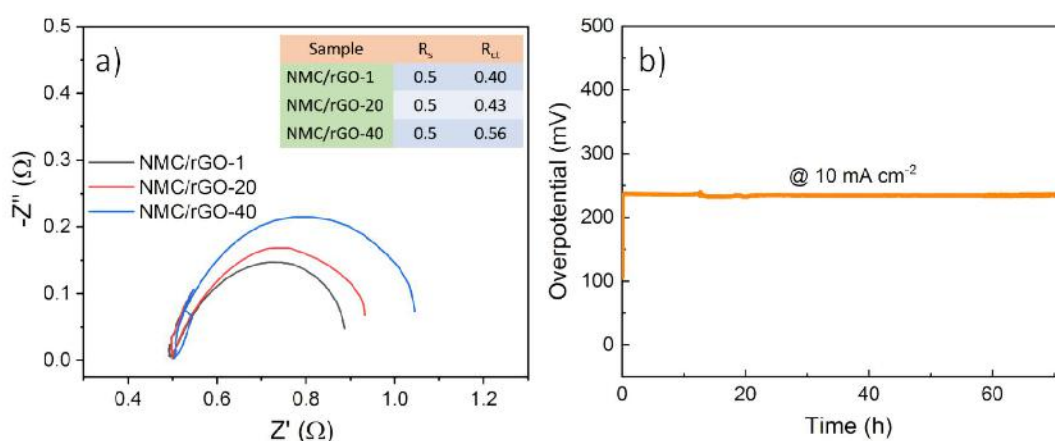 a)
Sample Rs Rct
NMC/rGO-1 0.5 0.40
NMC/rGO-20 0.5 0.43
NMC/rGO-40 0.5 0.56
NMC/rGO-1
NMC/rGO-20
NMC/rGO-40
-Z" (Ω)
0.5
0.4
0.3
0.2
0.1
0.0
0.4 0.6 0.8 1.0 1.2
Z' (Ω)
b)
@ 10 mA cm⁻²
Overpotential (mV)
500
400
300
200
100
0
0 20 40 60
Time (h)